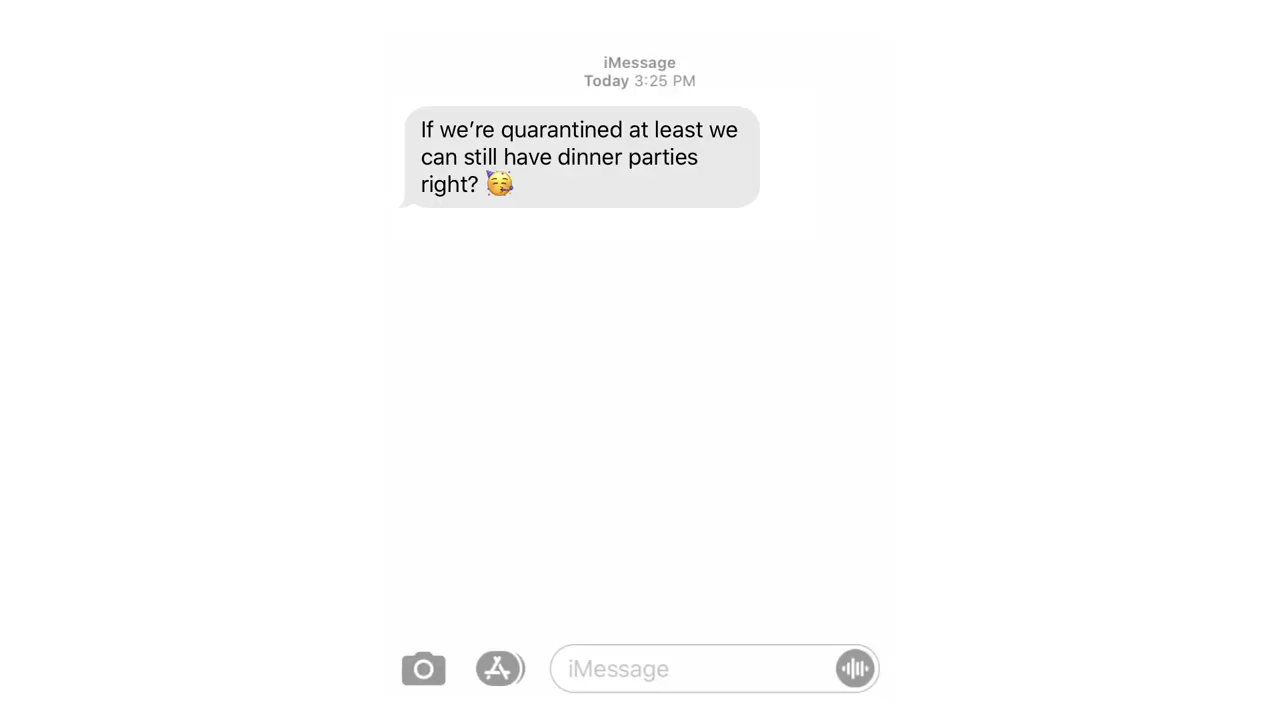 iMessage
Today 3:25 PM
If we’re quarantined at least we
can still have dinner parties
right? 🥳
iMessage